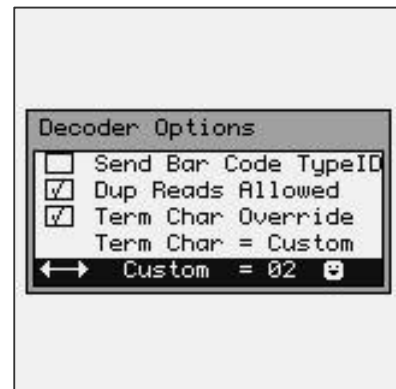 Decoder Options
Send Bar Code TypeID
Dup Reads Allowed
Term Char Override
Term Char = Custom
Custom = 02 ☻